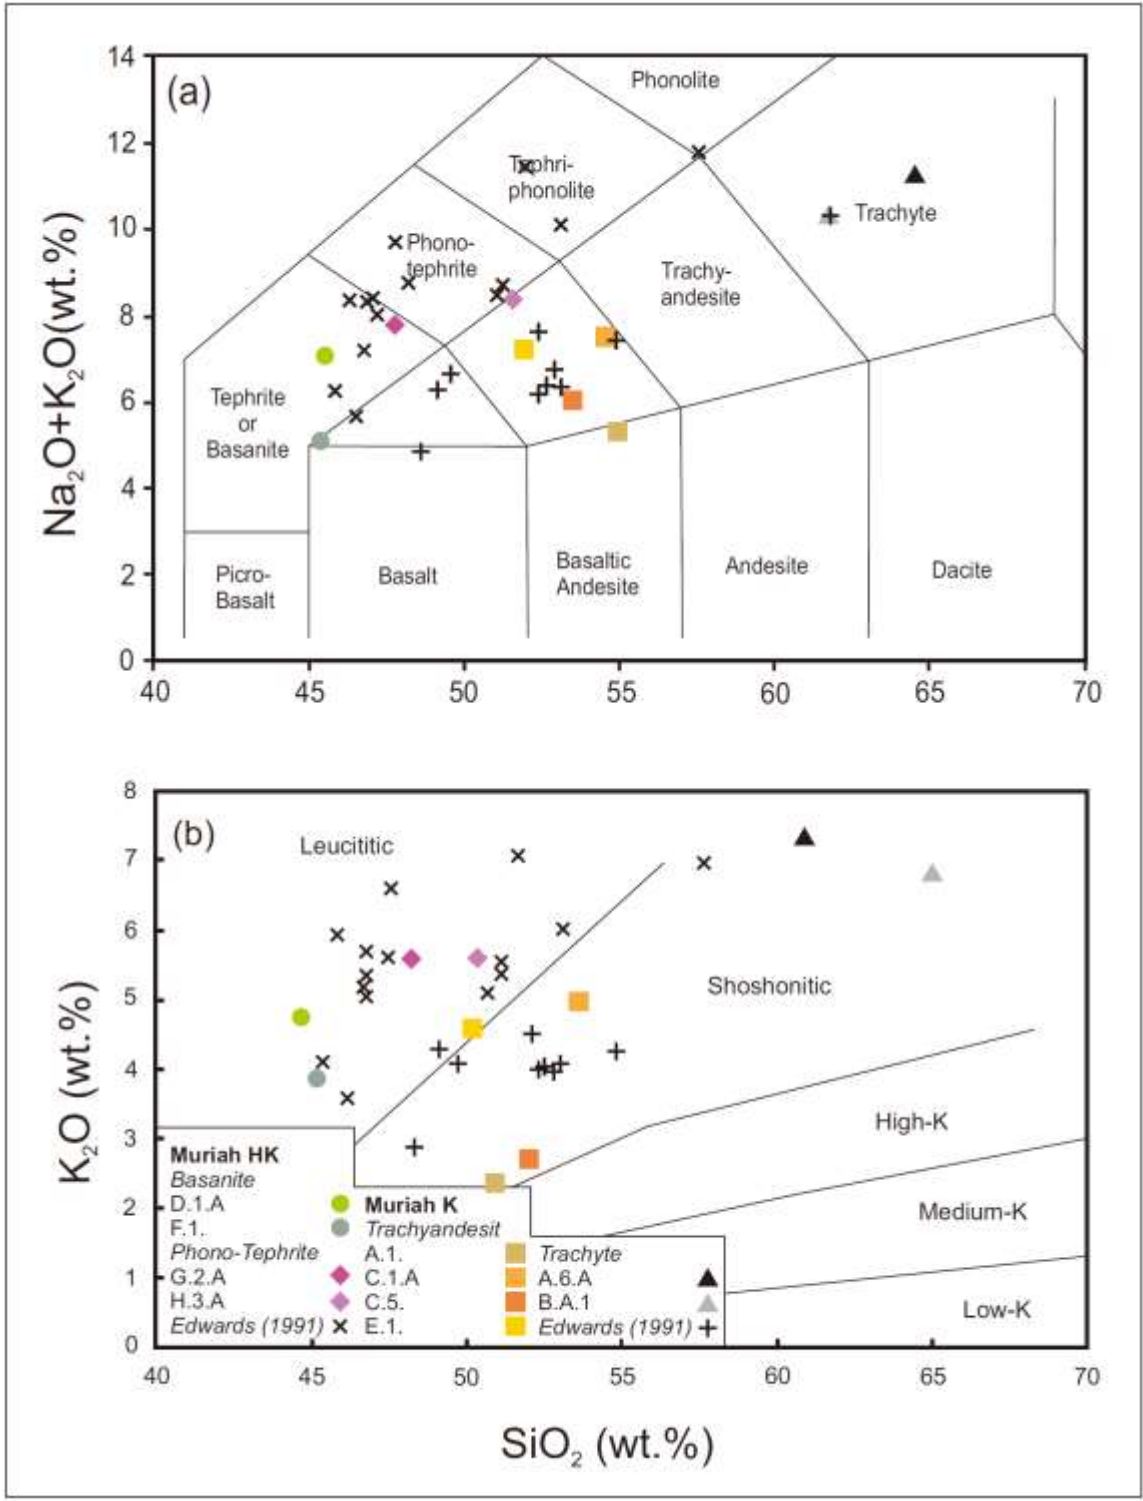 (a)
14
12
10
8
6
4
2
0
Na₂O+K₂O(wt.%)
Phonolite
Tephri-
phonolite
Phono-
tephrite
Trachyte
Trachy-
andesite
Tephrite
or
Basanite
Picro-
Basalt
Basalt
Basaltic
Andesite
Andesite
Dacite
40 45 50 55 60 65 70
(b)
8
7
6
5
4
3
2
1
0
K₂O (wt.%)
Leucititic
Shoshonitic
High-K
Medium-K
Low-K
Muriah HK
Basanite
D.1.A
F.1.
Phono-Tephrite
G.2.A
H.3.A
Edwards (1991)
Muriah K
Trachyandesit
A.1.
C.1.A
C.5.
E.1.
Trachyte
A.6.A
B.A.1
Edwards (1991)
40 45 50 55 60 65 70
SiO₂ (wt.%)